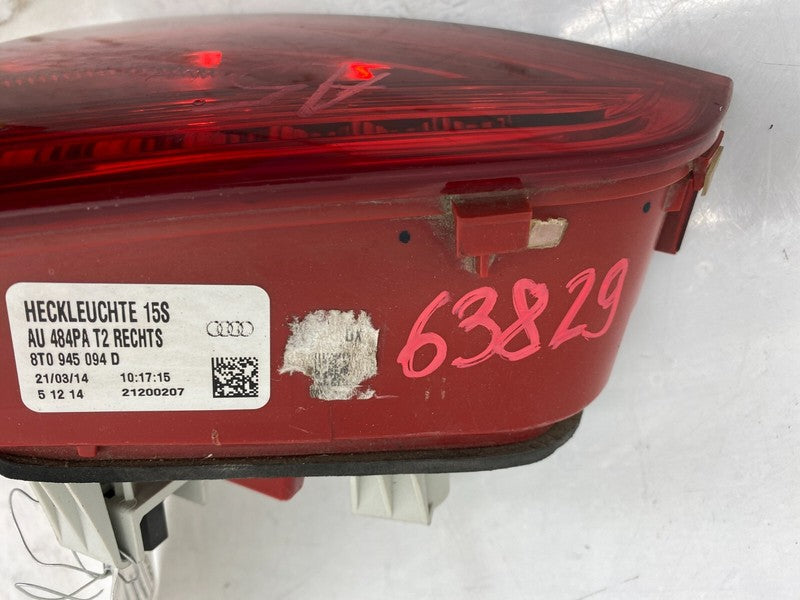 HECKLEUCHTE 15S
AU 484PA T2 RECHTS
8T0 945 094 D
21/03/14 10:17:15
5 12 14 21200207
63829